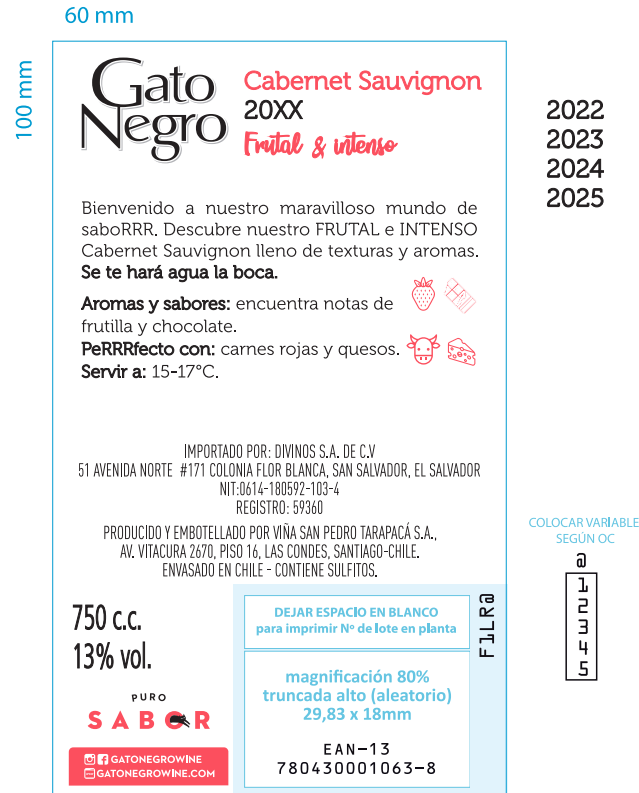 60 mm
100 mm
Gato
Negro
Cabernet Sauvignon
20XX
Frutal & intenso
2022
2023
2024
2025
Bienvenido a nuestro maravilloso mundo de
saboRRR. Descubre nuestro FRUTAL e INTENSO
Cabernet Sauvignon lleno de texturas y aromas.
Se te hará agua la boca.
Aromas y sabores: encuentra notas de
frutilla y chocolate.
PeRRRfecto con: carnes rojas y quesos.
Servir a: 15-17°C.
IMPORTADO POR: DIVINOS S.A. DE C.V
51 AVENIDA NORTE #171 COLONIA FLOR BLANCA, SAN SALVADOR, EL SALVADOR
NIT:0614-180592-103-4
REGISTRO: 59360
PRODUCIDO Y EMBOTELLADO POR VIÑA SAN PEDRO TARAPACÁ S.A.,
AV. VITACURA 2670, PISO 16, LAS CONDES, SANTIAGO-CHILE.
ENVASADO EN CHILE - CONTIENE SULFITOS.
COLOCAR VARIABLE
SEGÚN OC
@
1
2
3
4
5
750 c.c.
13% vol.
PURO
SABOR
GATONEGROWINE
GATONEGROWINE.COM
DEJAR ESPACIO EN BLANCO
para imprimir Nº de lote en planta
F1LR@
magnificación 80%
truncada alto (aleatorio)
29,83 x 18mm
EAN-13
780430001063-8